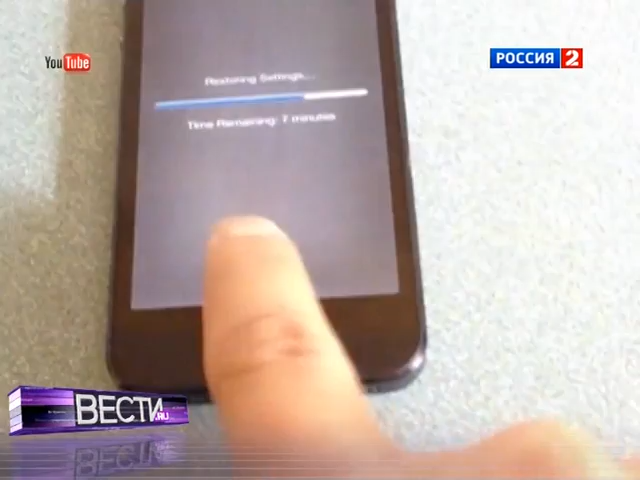 YouTube
РОССИЯ 2
Restoring Settings...
Time Remaining: 7 minutes
ВЕСТИ.RU